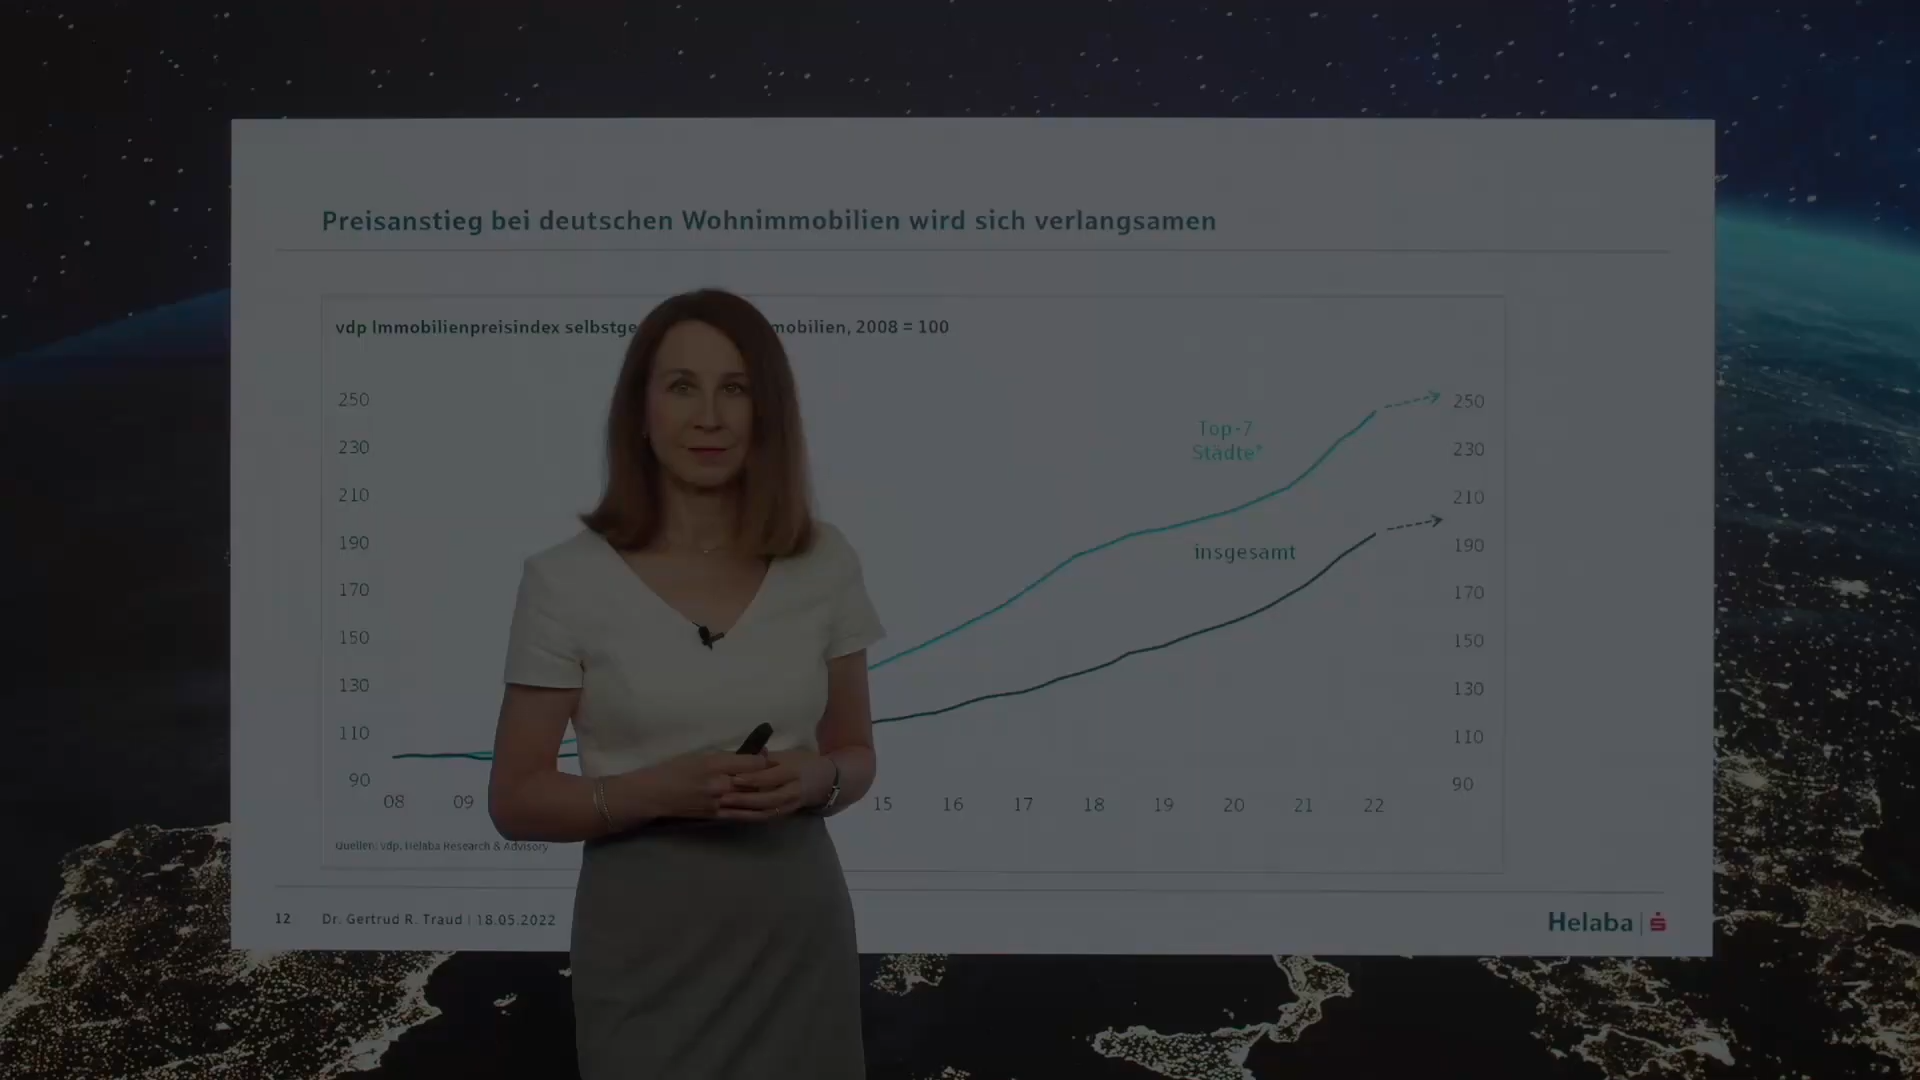 Preisanstieg bei deutschen Wohnimmobilien wird sich verlangsamen
vdp Immobilienpreisindex selbstge mobilien, 2008 = 100
250
230
210
190
170
150
130
110
90
Top-7
Städte*
insgesamt
250
230
210
190
170
150
130
110
90
08 09 15 16 17 18 19 20 21 22
Quellen: vdp, Helaba Research & Advisory
12 Dr. Gertrud R. Traud | 18.05.2022
Helaba